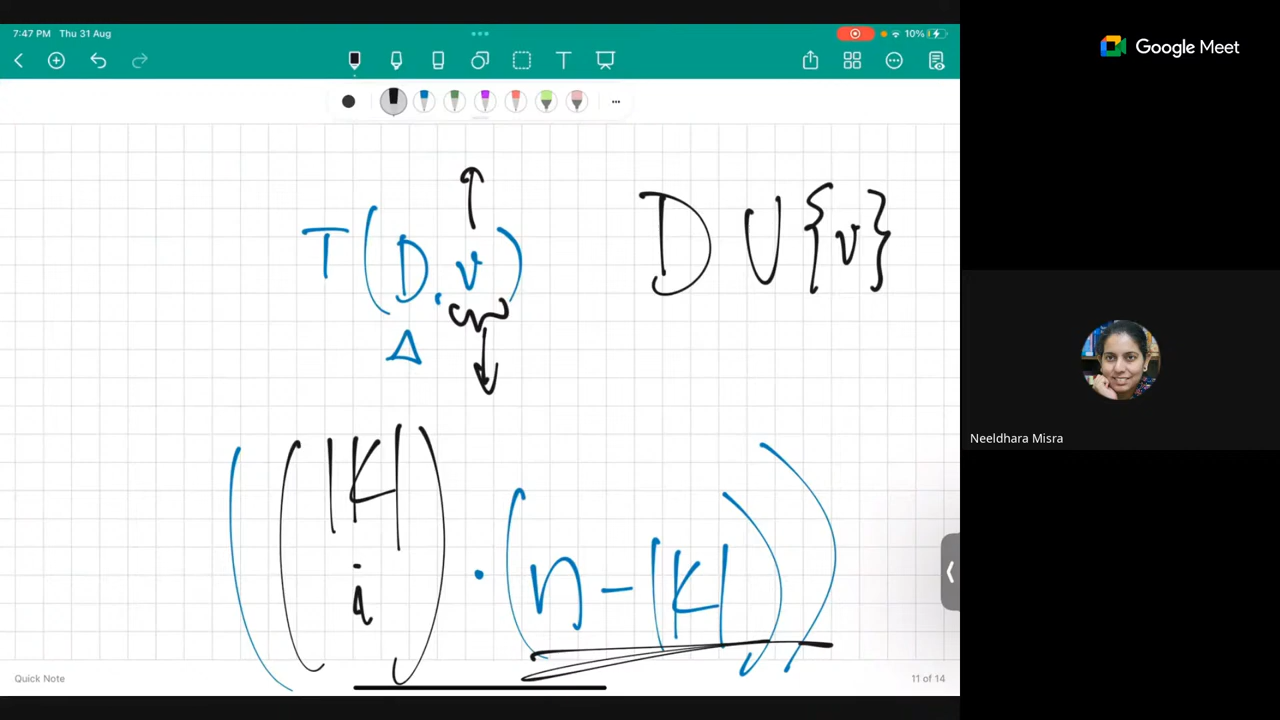 7:47 PM Thu 31 Aug
10%
Google Meet
T(D, v)
D ∪ {v}
Δ
((|K| i) · (n - |K|))
Neeldhara Misra
Quick Note
11 of 14